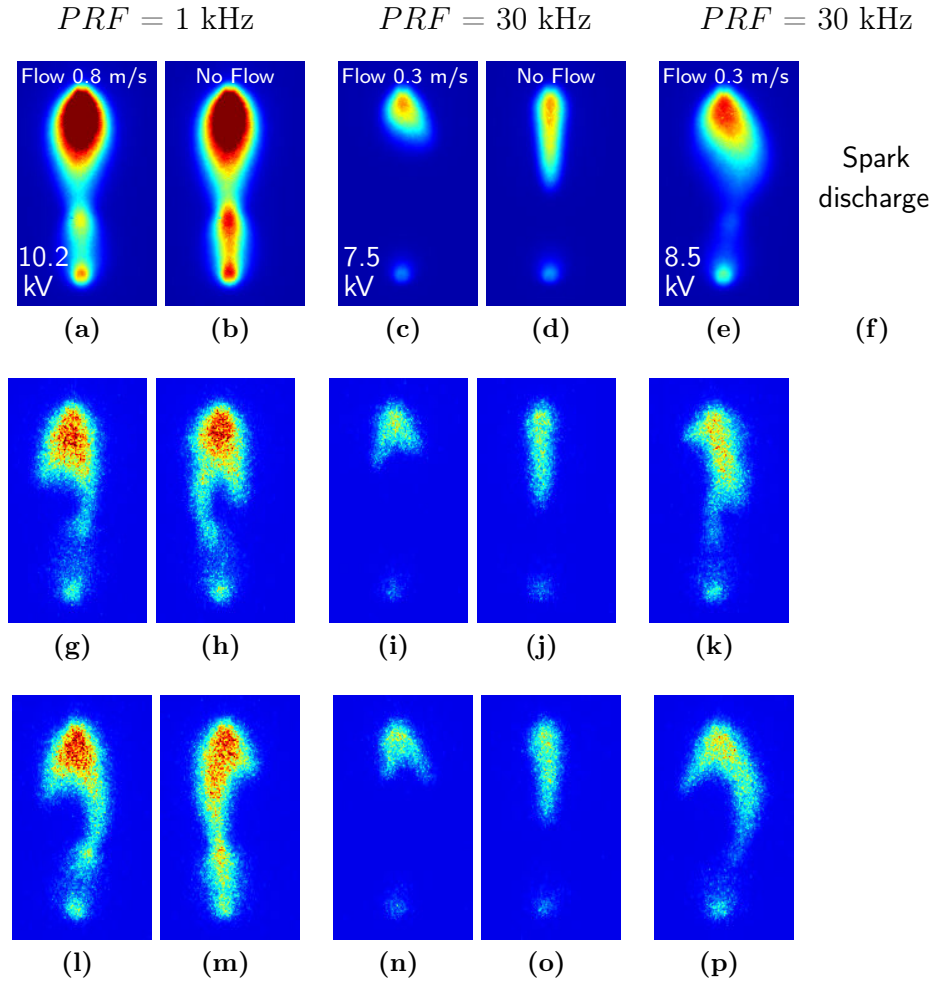 PRF = 1 kHz
PRF = 30 kHz
PRF = 30 kHz
Flow 0.8 m/s
No Flow
Flow 0.3 m/s
No Flow
Flow 0.3 m/s
10.2
kV
7.5
kV
8.5
kV
Spark
discharge
(a)
(b)
(c)
(d)
(e)
(f)
(g)
(h)
(i)
(j)
(k)
(l)
(m)
(n)
(o)
(p)